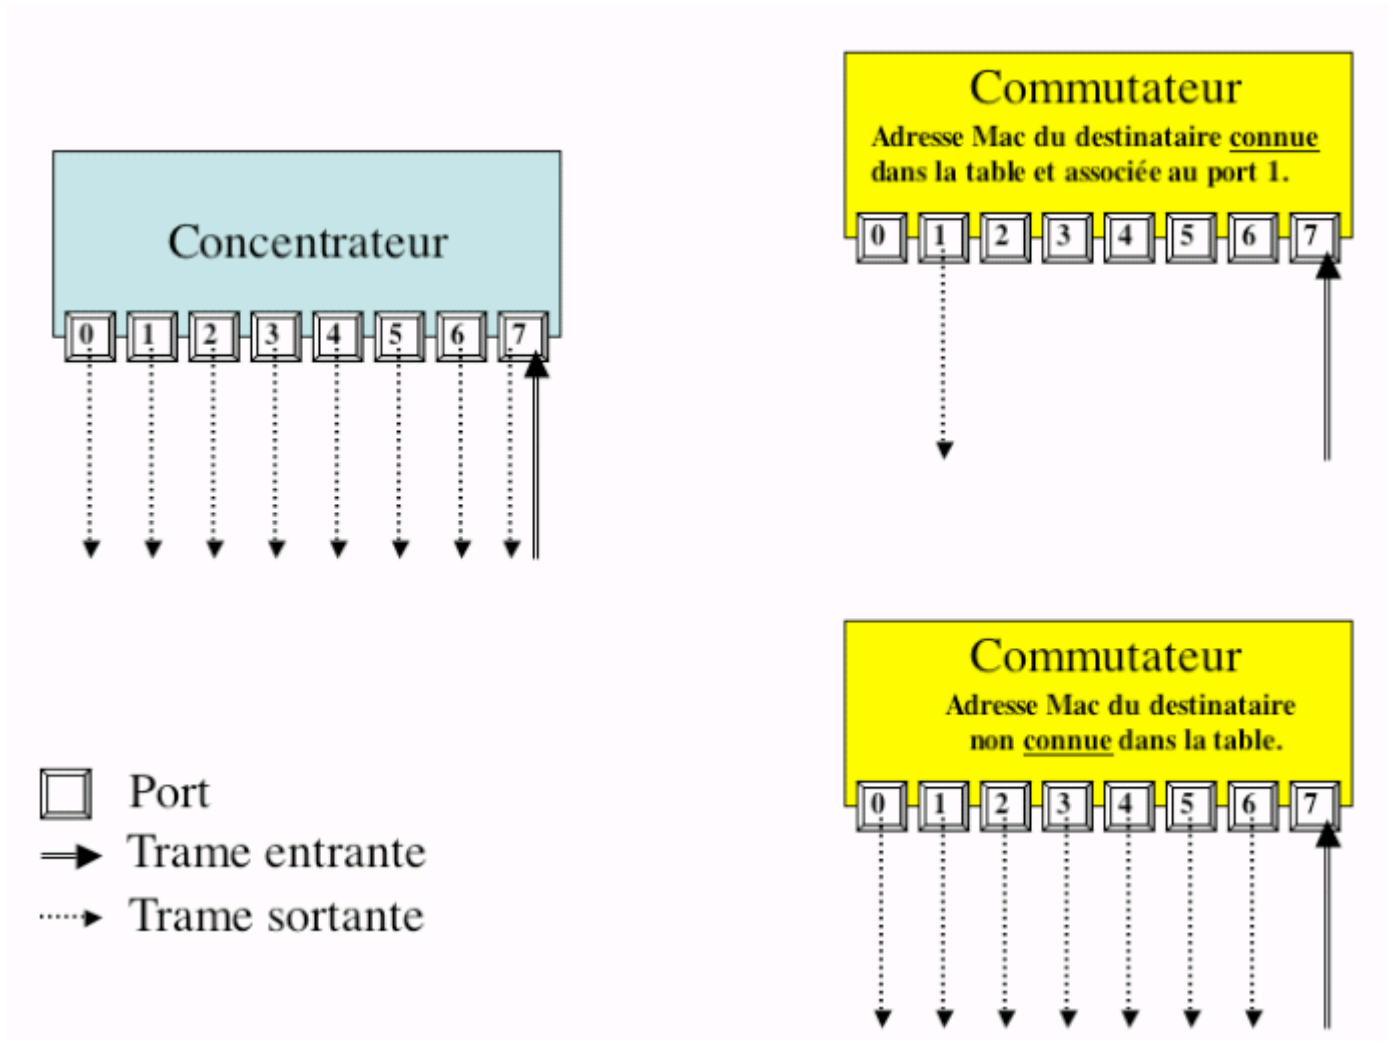 Concentrateur
0 1 2 3 4 5 6 7
Commutateur
Adresse Mac du destinataire connue
dans la table et associée au port 1.
0 1 2 3 4 5 6 7
Commutateur
Adresse Mac du destinataire
non connue dans la table.
0 1 2 3 4 5 6 7
Port
Trame entrante
Trame sortante